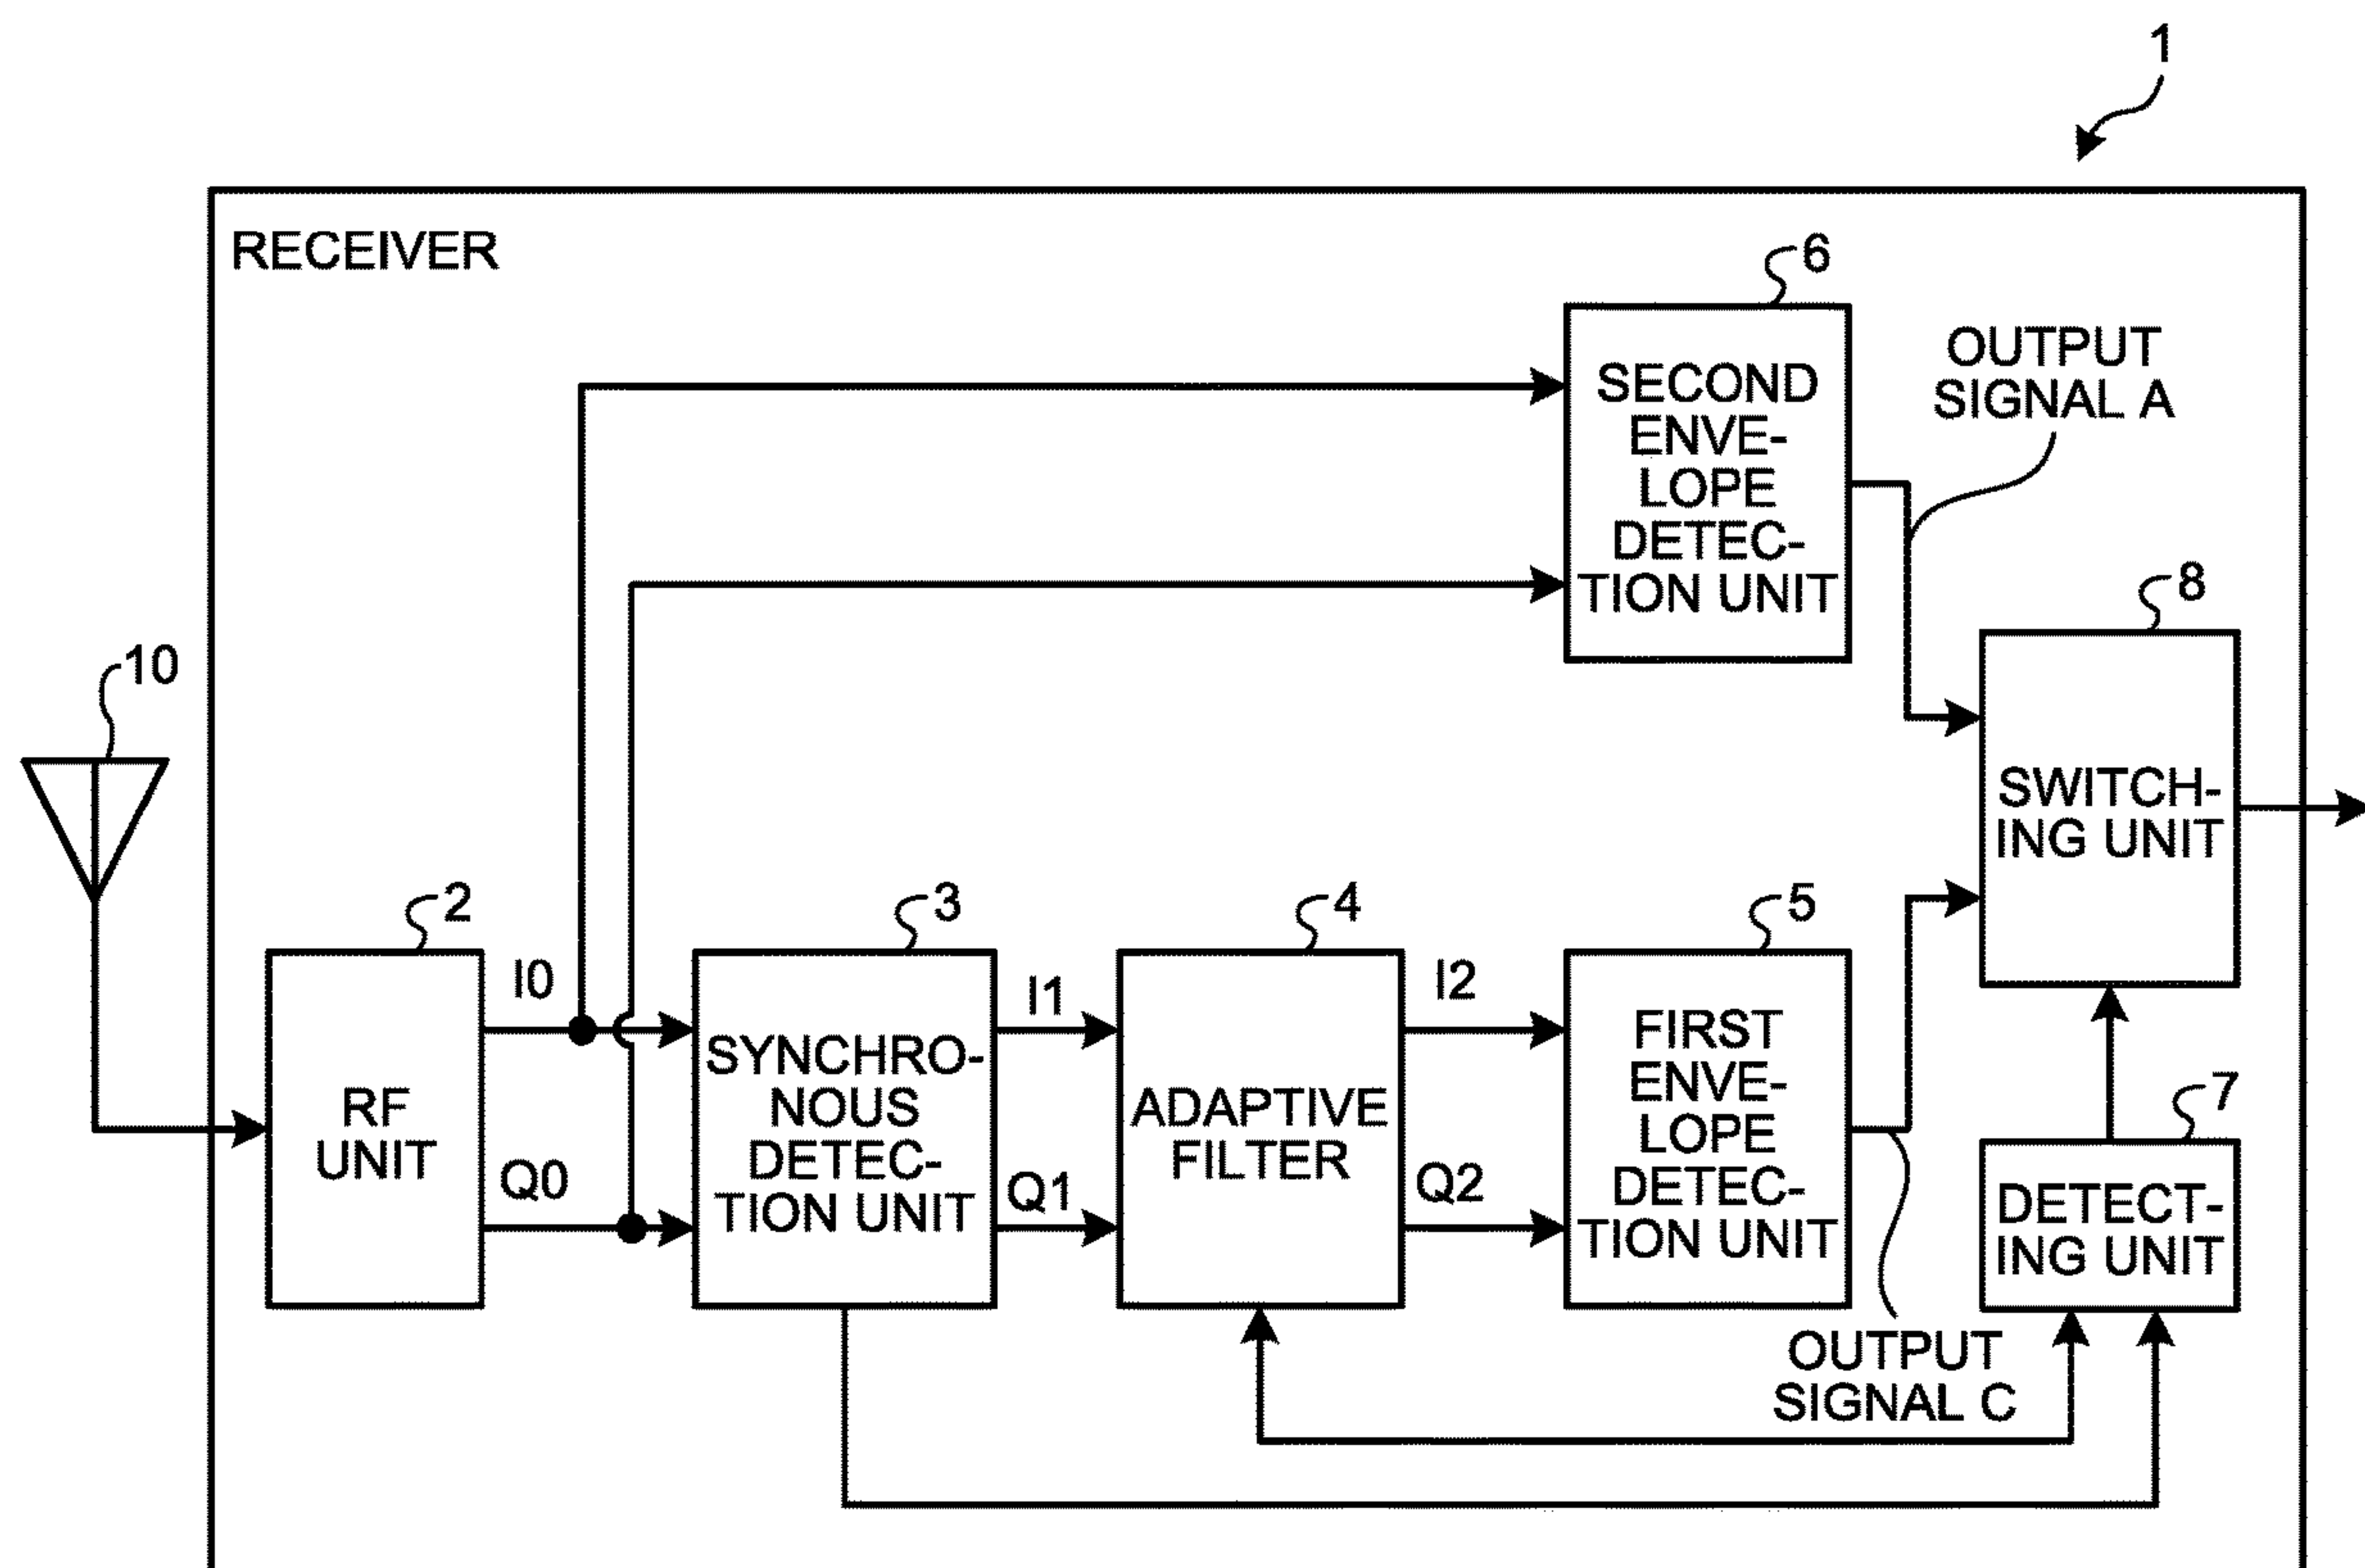 1
RECEIVER
6
SECOND
ENVE-
LOPE
DETEC-
TION UNIT
OUTPUT
SIGNAL A
8
SWITCH-
ING UNIT
10
2
I0
RF
UNIT
Q0
3
SYNCHRO-
NOUS
DETEC-
TION UNIT
I1
Q1
4
ADAPTIVE
FILTER
I2
Q2
5
FIRST
ENVE-
LOPE
DETEC-
TION UNIT
7
DETECT-
ING UNIT
OUTPUT
SIGNAL C